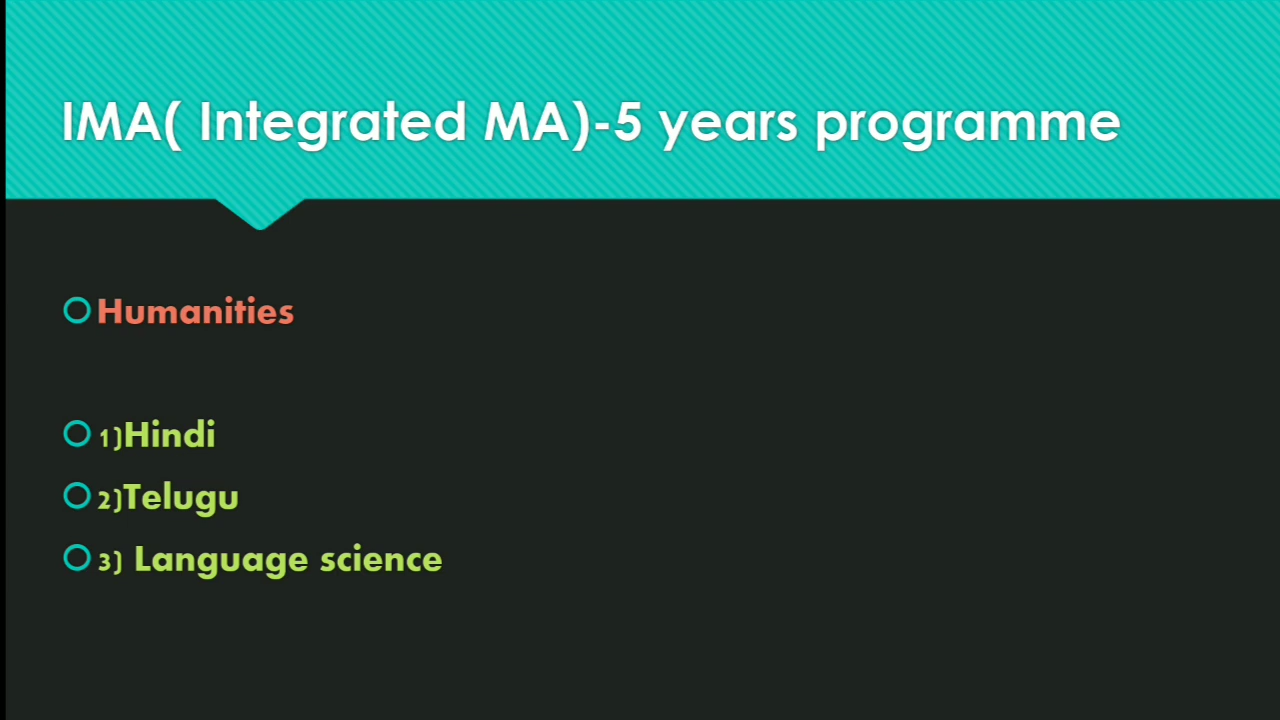 IMA( Integrated MA)-5 years programme
Humanities
1)Hindi
2)Telugu
3) Language science